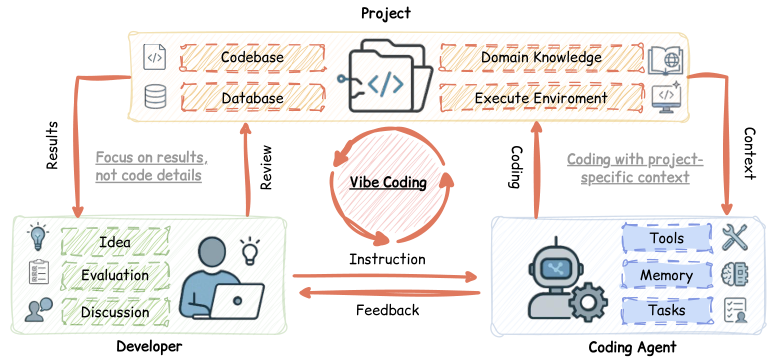 Project
Codebase
Domain Knowledge
Database
Execute Enviroment
Results
Focus on results,
not code details
Review
Vibe Coding
Coding
Coding with project-
specific context
Context
Idea
Evaluation
Discussion
Instruction
Feedback
Tools
Memory
Tasks
Developer
Coding Agent